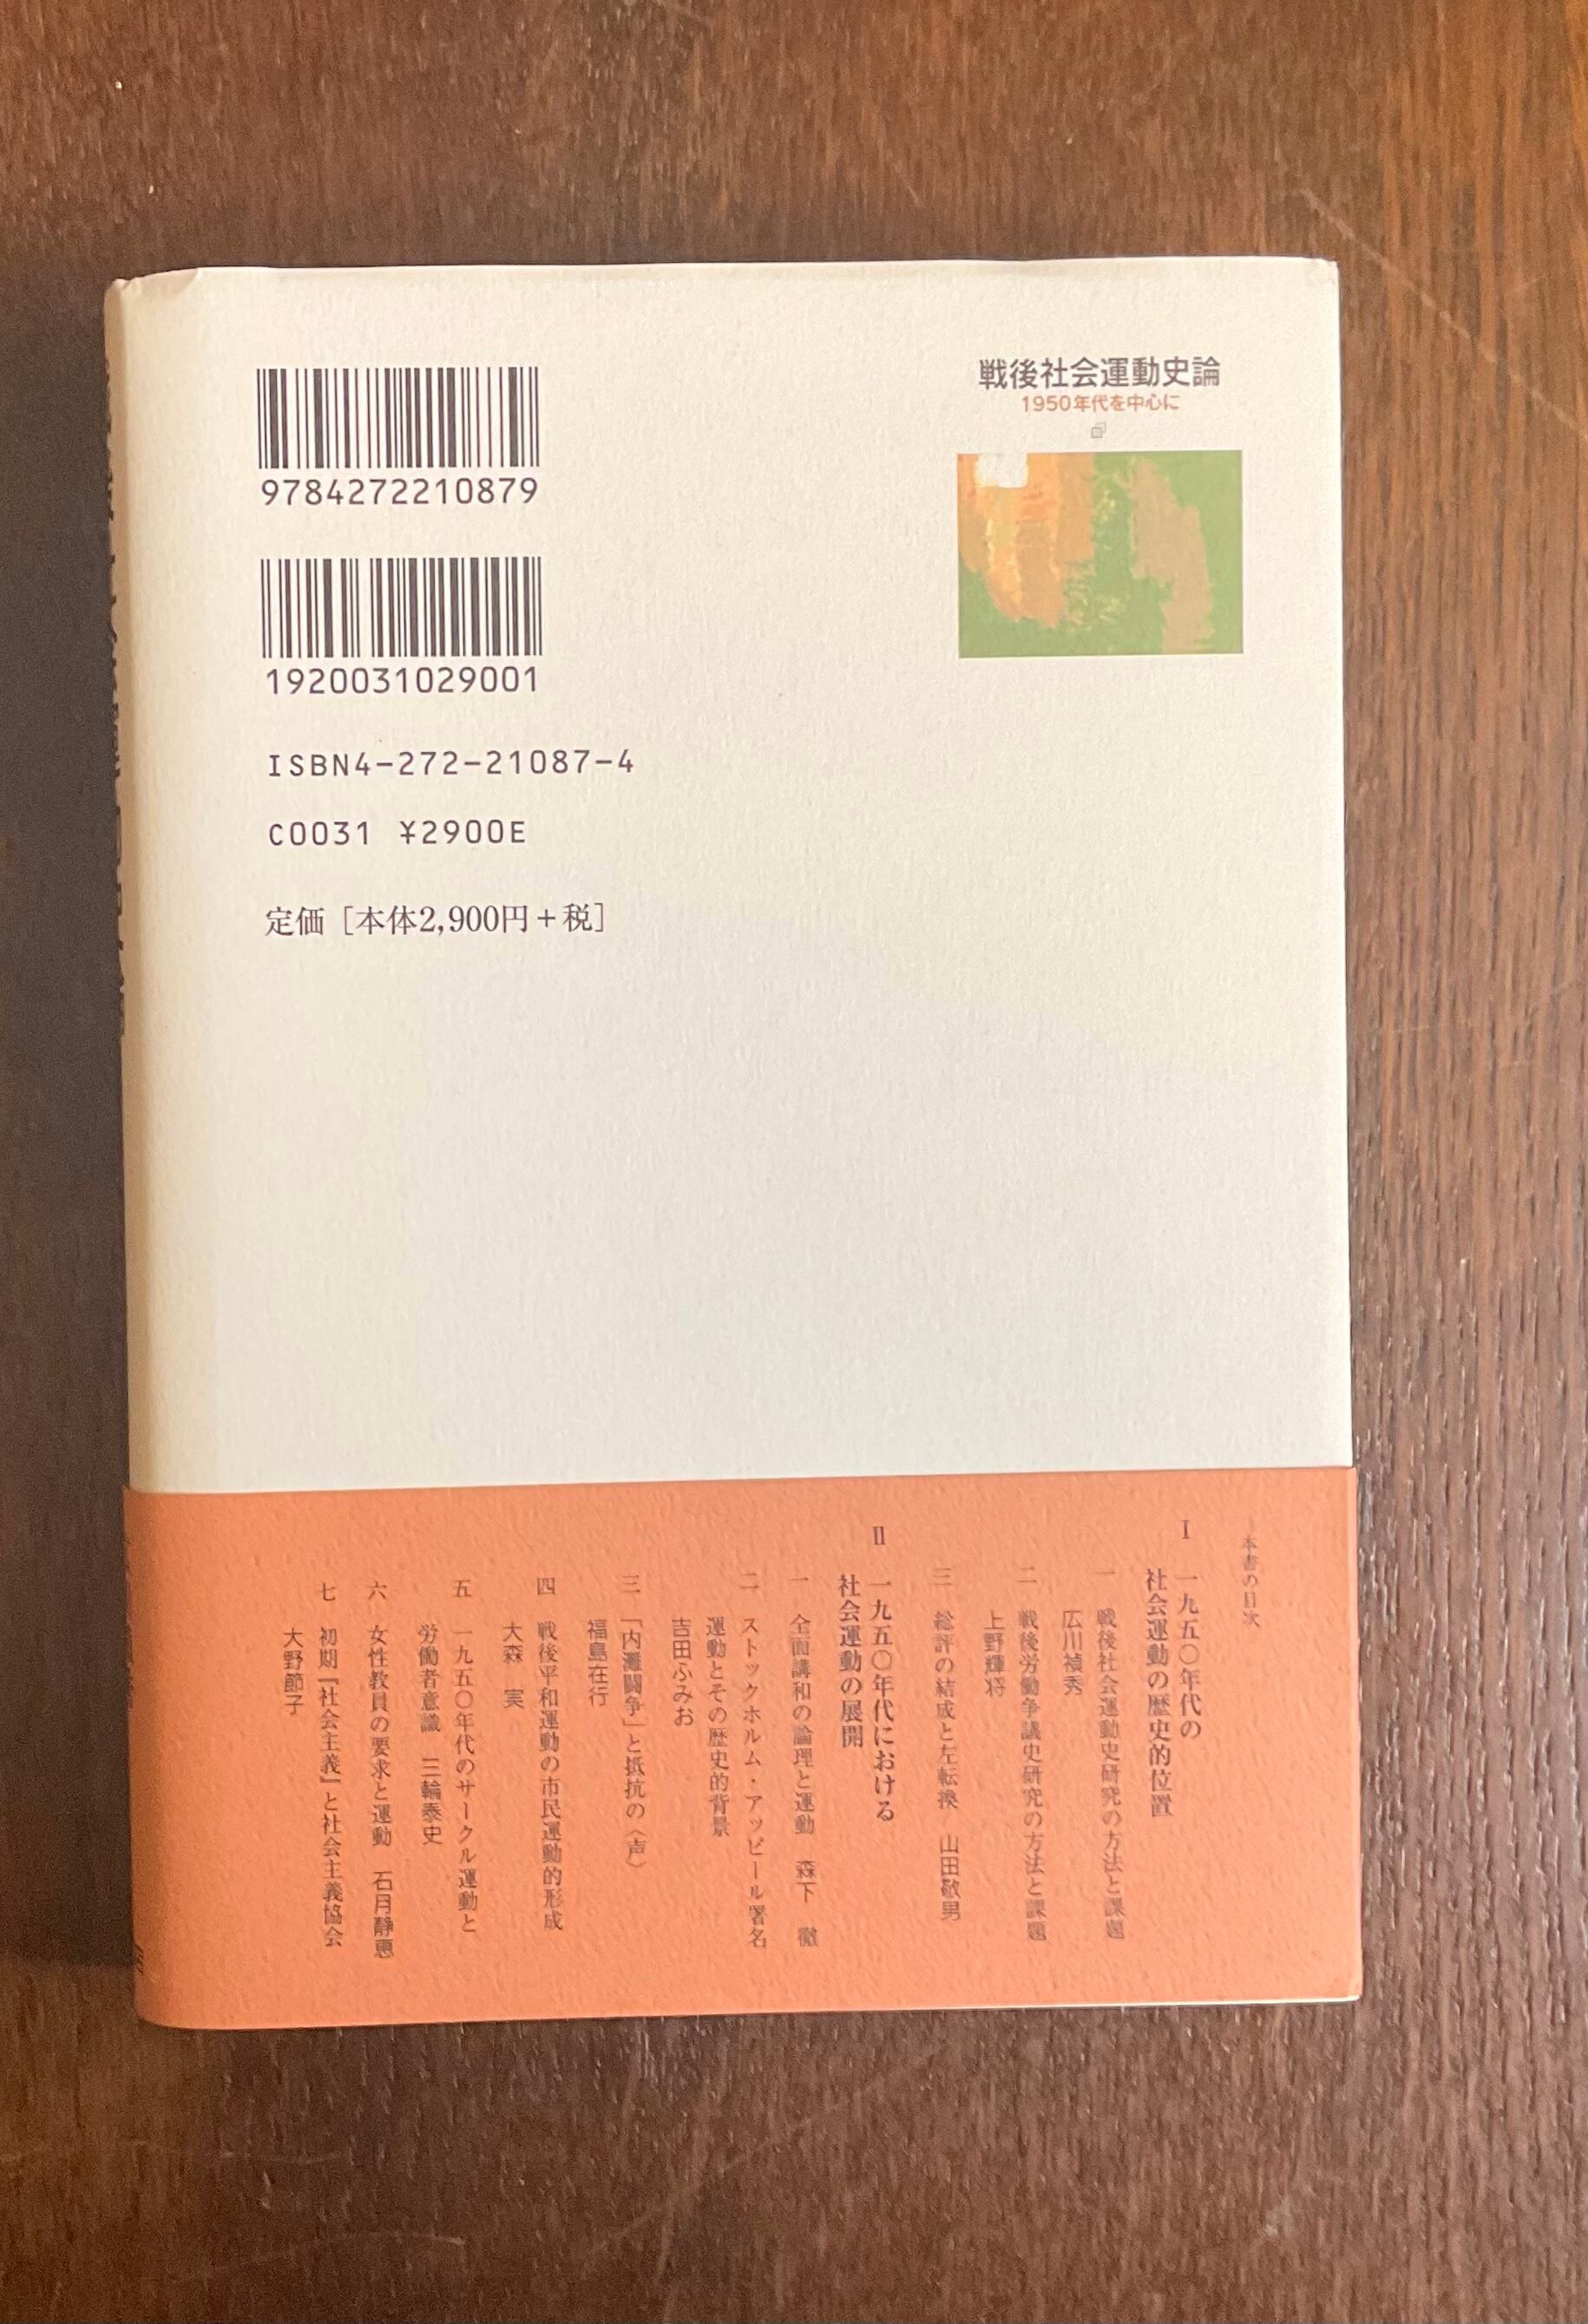 9784272210879
1920031029001
ISBN4-272-21087-4
C0031 ¥2900E
定価［本体2,900円＋税］
戦後社会運動史論
1950年代を中心に
本書の目次
Ⅰ 一九五〇年代の
社会運動の歴史的位置
一 戦後社会運動史研究の方法と課題
広川禎秀
二 戦後労働争議史研究の方法と課題
上野輝将
三 総評の結成と左転換 山田敬男
Ⅱ 一九五〇年代における
社会運動の展開
一 全面講和の論理と運動 森下 徹
二 ストックホルム・アッピール署名
運動とその歴史的背景
吉田ふみお
三 「内灘闘争」と抵抗の〈声〉
福島在行
四 戦後平和運動の市民運動的形成
大森 実
五 一九五〇年代のサークル運動と
労働者意識 三輪泰史
六 女性教員の要求と運動 石月静恵
七 初期『社会主義』と社会主義協会
大野節子